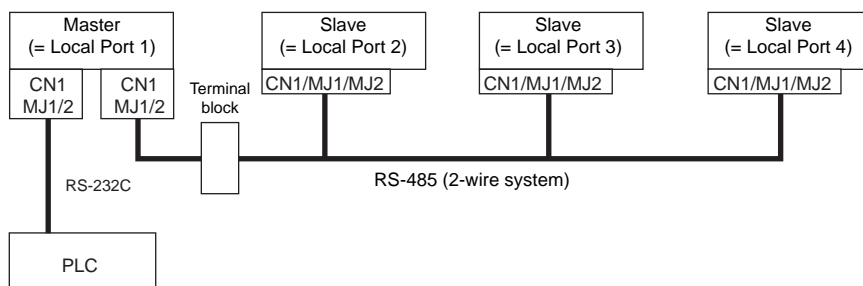 Master
(= Local Port 1)
Slave
(= Local Port 2)
Slave
(= Local Port 3)
Slave
(= Local Port 4)
CN1
MJ1/2
CN1
MJ1/2
Terminal
block
CN1/MJ1/MJ2
CN1/MJ1/MJ2
CN1/MJ1/MJ2
RS-232C
RS-485 (2-wire system)
PLC